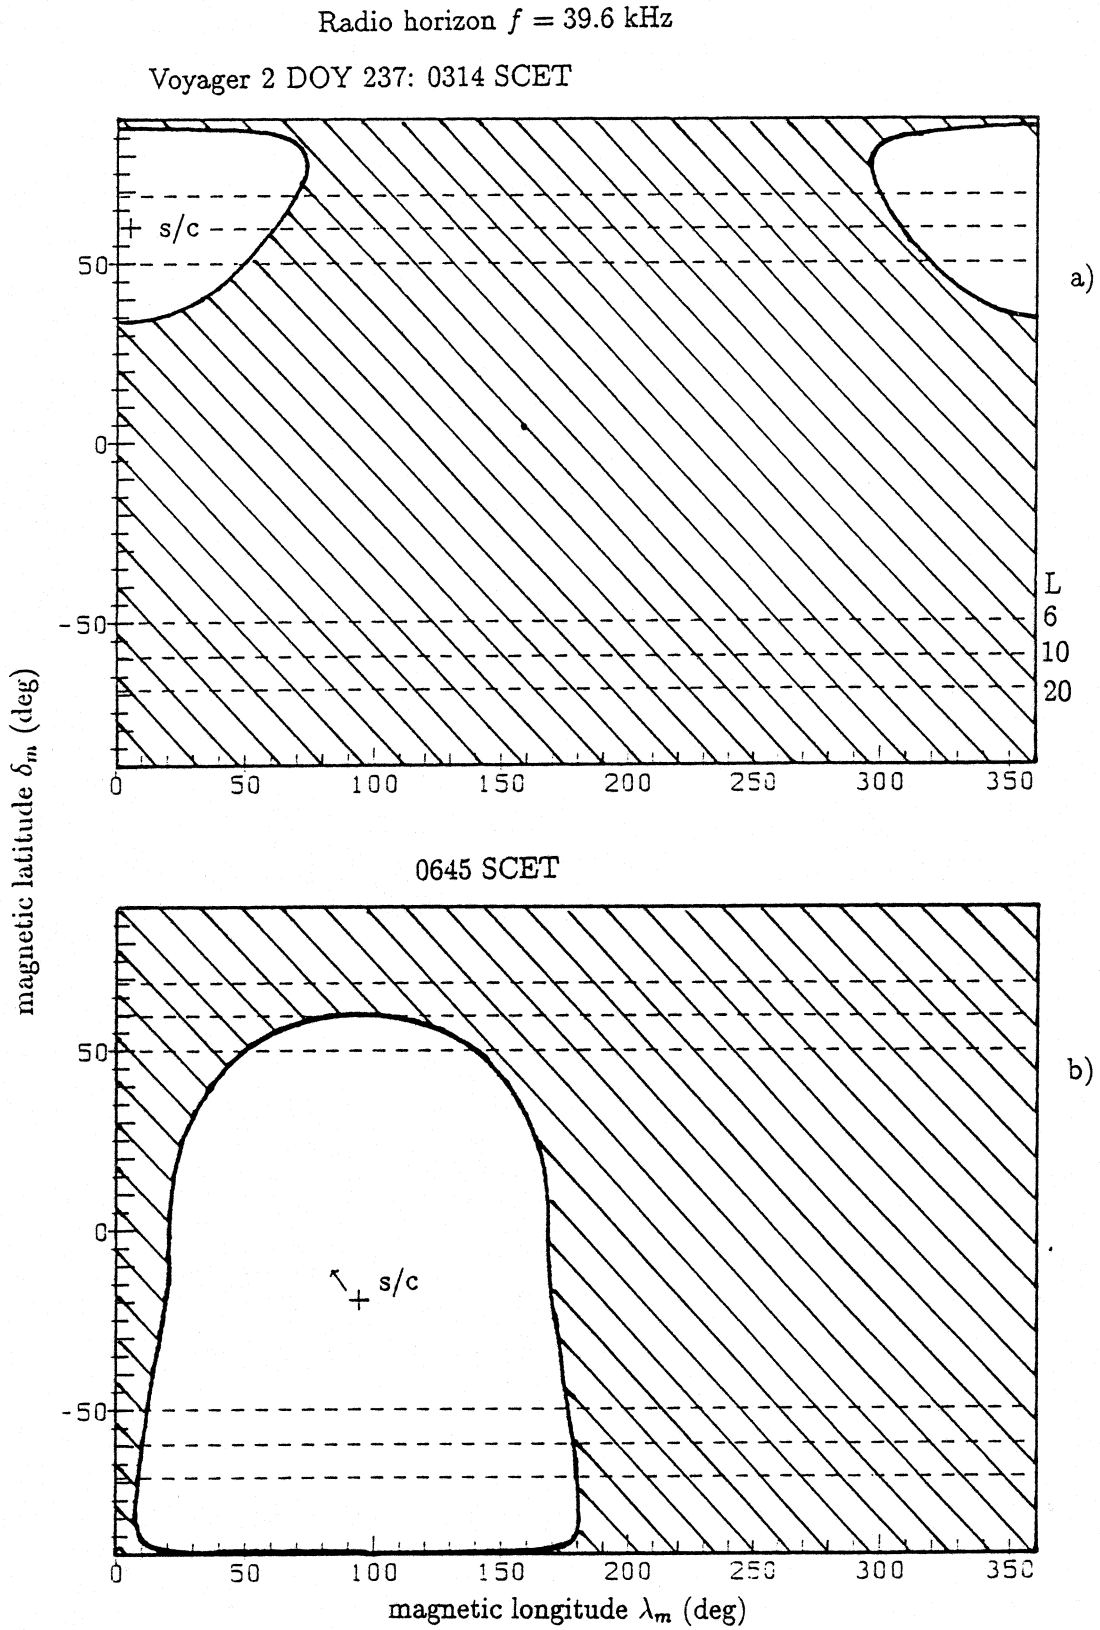 Radio horizon f = 39.6 kHz
Voyager 2 DOY 237: 0314 SCET
s/c
50
a)
0
L
-50
6
10
20
0 50 100 150 200 250 300 350
magnetic latitude δm (deg)
0645 SCET
50
b)
0
s/c
-50
0 50 100 150 200 250 300 350
magnetic longitude λm (deg)